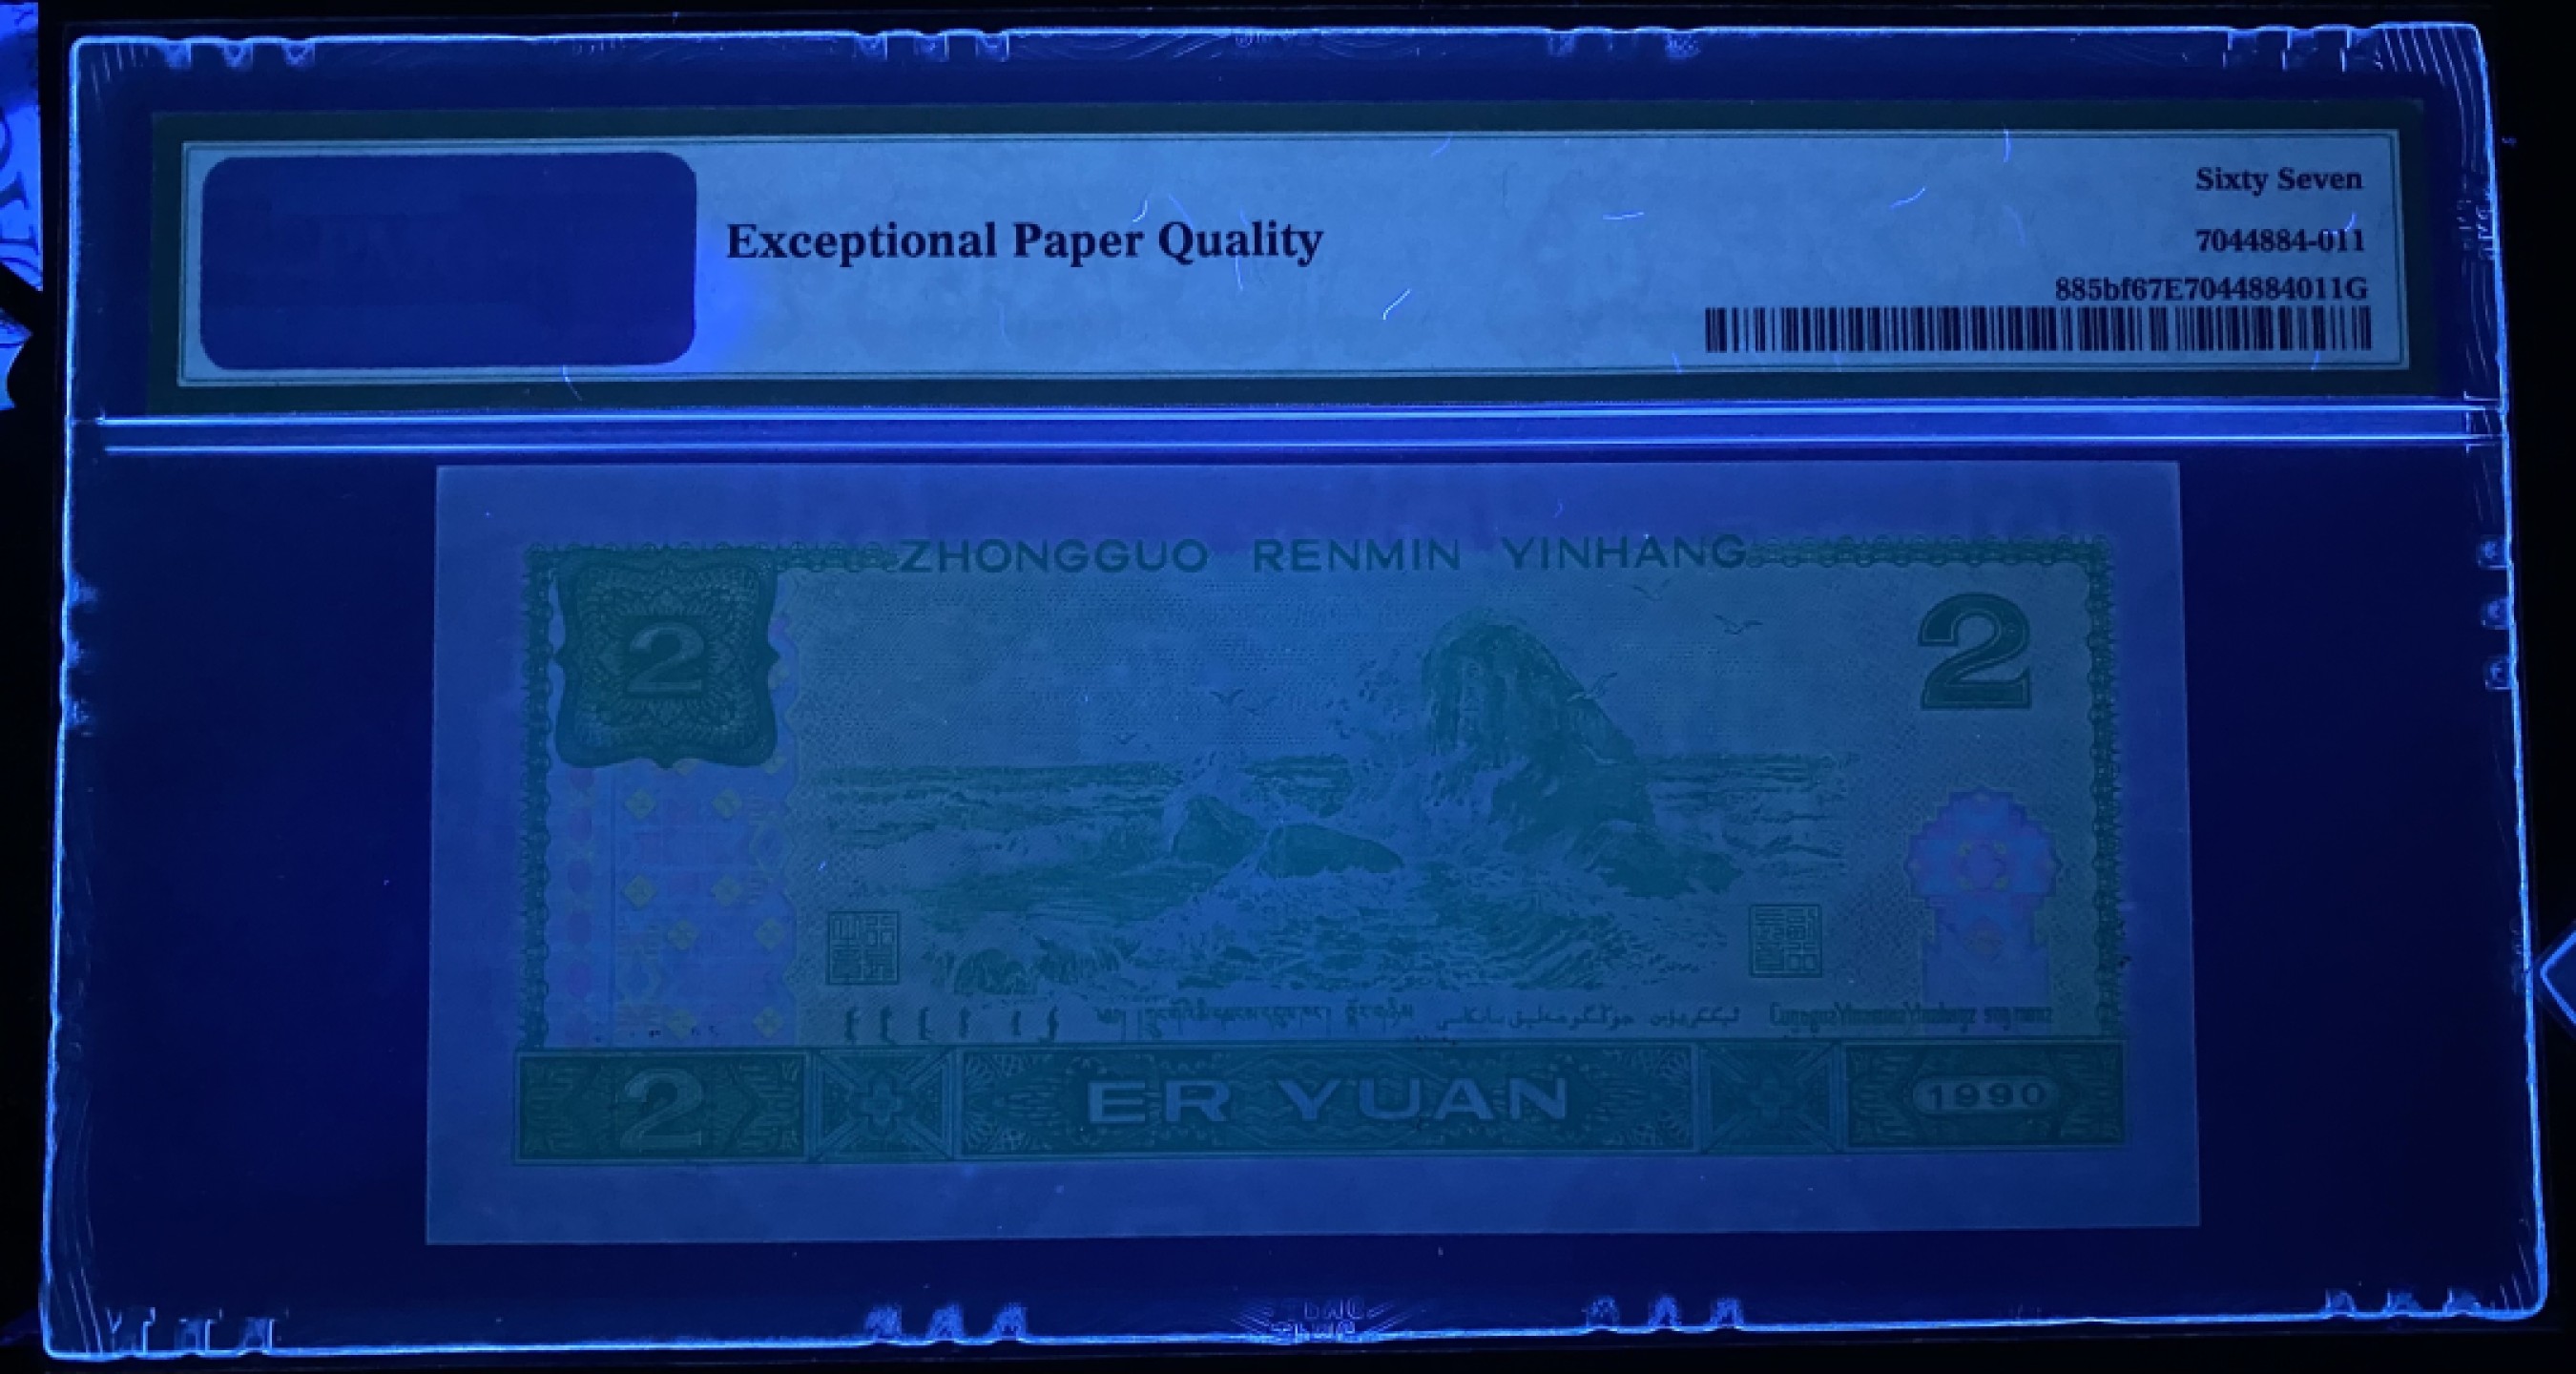 Sixty Seven
Exceptional Paper Quality
7044884-011
885bf67E7044884011G
ZHONGGUO RENMIN YINHANG
2
2
2
ER YUAN
1990